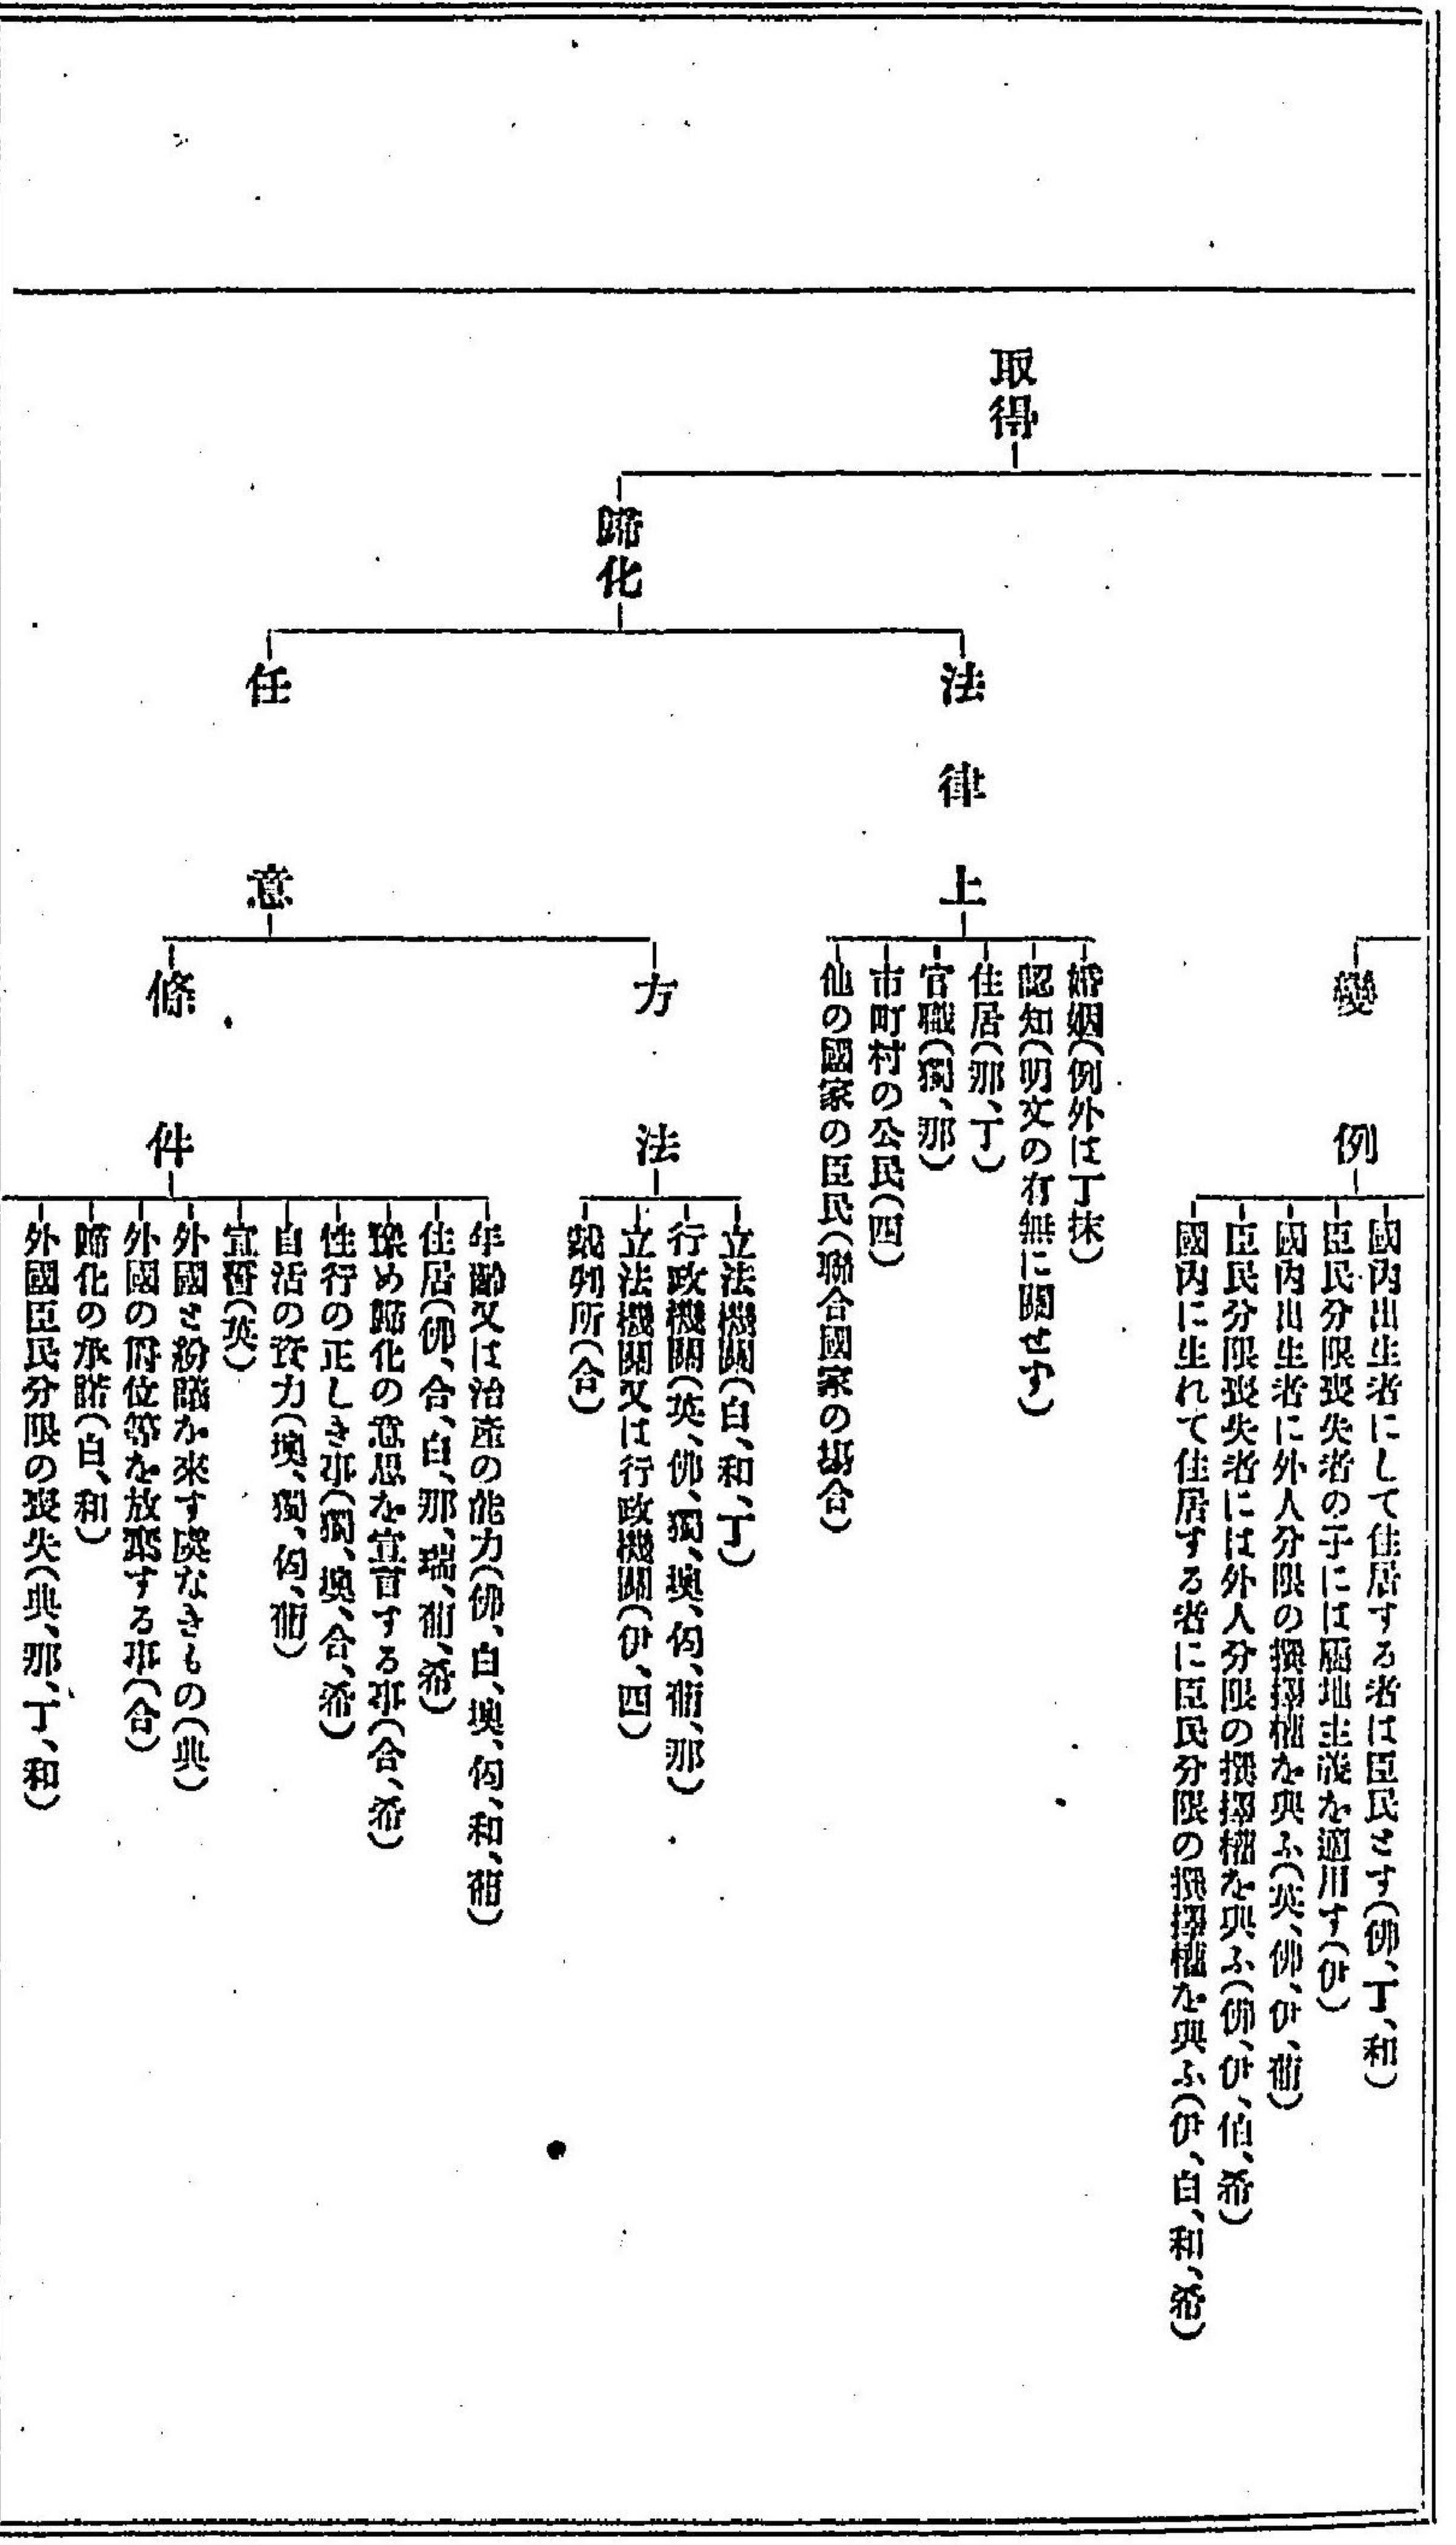 變例
國內出生者にして住居する者は臣民とす(佛、丁、和)
臣民分限喪失者の子には屬地主義を適用す(伊)
國內出生者に外人分限の撰擇權を與ふ(英、佛、伊、葡)
臣民分限喪失者には外人分限の撰擇權を與ふ(佛、伊、伯、希)
國內に生れて住居する者に臣民分限の撰擇權を與ふ(伊、白、和、希)
取得
歸化
法律上
婚姻(例外は丁抹)
認知(明文の有無に關せず)
住居(那、丁)
官職(獨、那)
市町村の公民(四)
他の國家の臣民(聯合國家の塲合)
任意
方法
立法機關(白、和、丁)
行政機關(英、佛、獨、墺、匈、葡、那)
立法機關又は行政機關(伊、四)
裁判所(合)
條件
年齡又は治產の能力(佛、白、墺、匈、和、葡)
住居(佛、合、白、那、瑞、葡、希)
豫め歸化の意思を宣言する事(合、希)
性行の正しき事(獨、墺、合、希)
自活の資力(墺、獨、匈、葡)
宣誓(英)
外國と紛議を來す虞なきもの(典)
外國の爵位等を放棄する事(合)
歸化の承諾(白、和)
外國臣民分限の喪失(典、那、丁、和)